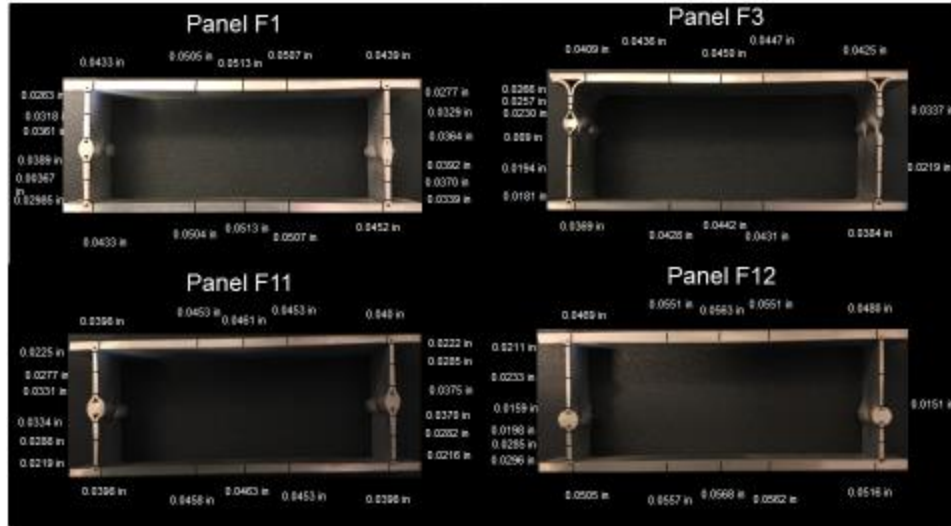 Panel F1
0.0433 in
0.0505 in
0.0513 in
0.0507 in
0.0439 in
0.0263 in
0.0318 in
0.0361 in
0.0389 in
0.00367 in
0.02985 in
0.0277 in
0.0329 in
0.0364 in
0.0392 in
0.0370 in
0.0339 in
0.0433 in
0.0504 in
0.0513 in
0.0507 in
0.0452 in
Panel F3
0.0409 in
0.0436 in
0.0450 in
0.0447 in
0.0425 in
0.0257 in
0.0230 in
0.0194 in
0.0181 in
0.0337 in
0.0219 in
0.0369 in
0.0428 in
0.0442 in
0.0431 in
0.0384 in
Panel F11
0.0398 in
0.0453 in
0.0461 in
0.0453 in
0.040 in
0.0225 in
0.0277 in
0.0331 in
0.0334 in
0.0286 in
0.0219 in
0.0222 in
0.0285 in
0.0375 in
0.0370 in
0.0282 in
0.0216 in
0.0396 in
0.0458 in
0.0463 in
0.0453 in
0.0398 in
Panel F12
0.0469 in
0.0551 in
0.0563 in
0.0551 in
0.0480 in
0.0211 in
0.0233 in
0.0159 in
0.0198 in
0.0285 in
0.0296 in
0.0151 in
0.0505 in
0.0557 in
0.0568 in
0.0562 in
0.0516 in